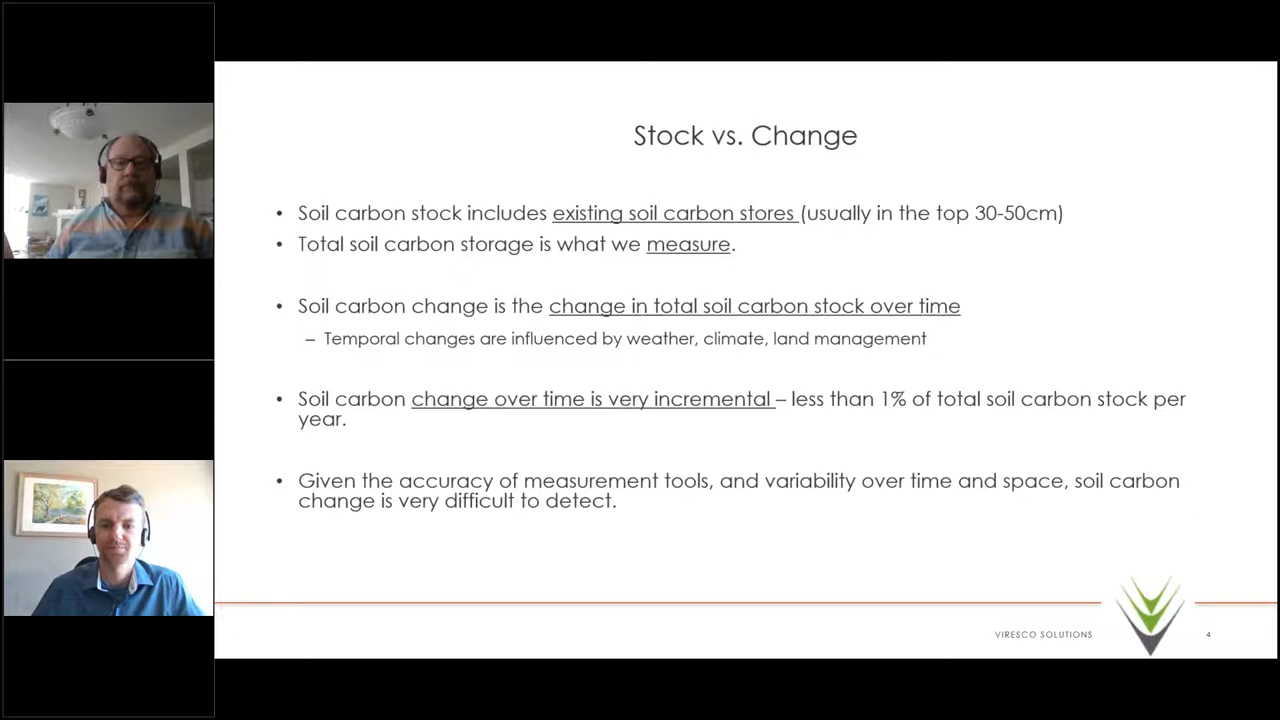 Stock vs. Change
• Soil carbon stock includes existing soil carbon stores (usually in the top 30-50cm)
• Total soil carbon storage is what we measure.
• Soil carbon change is the change in total soil carbon stock over time
– Temporal changes are influenced by weather, climate, land management
• Soil carbon change over time is very incremental – less than 1% of total soil carbon stock per
year.
• Given the accuracy of measurement tools, and variability over time and space, soil carbon
change is very difficult to detect.
VIRESCO SOLUTIONS
4